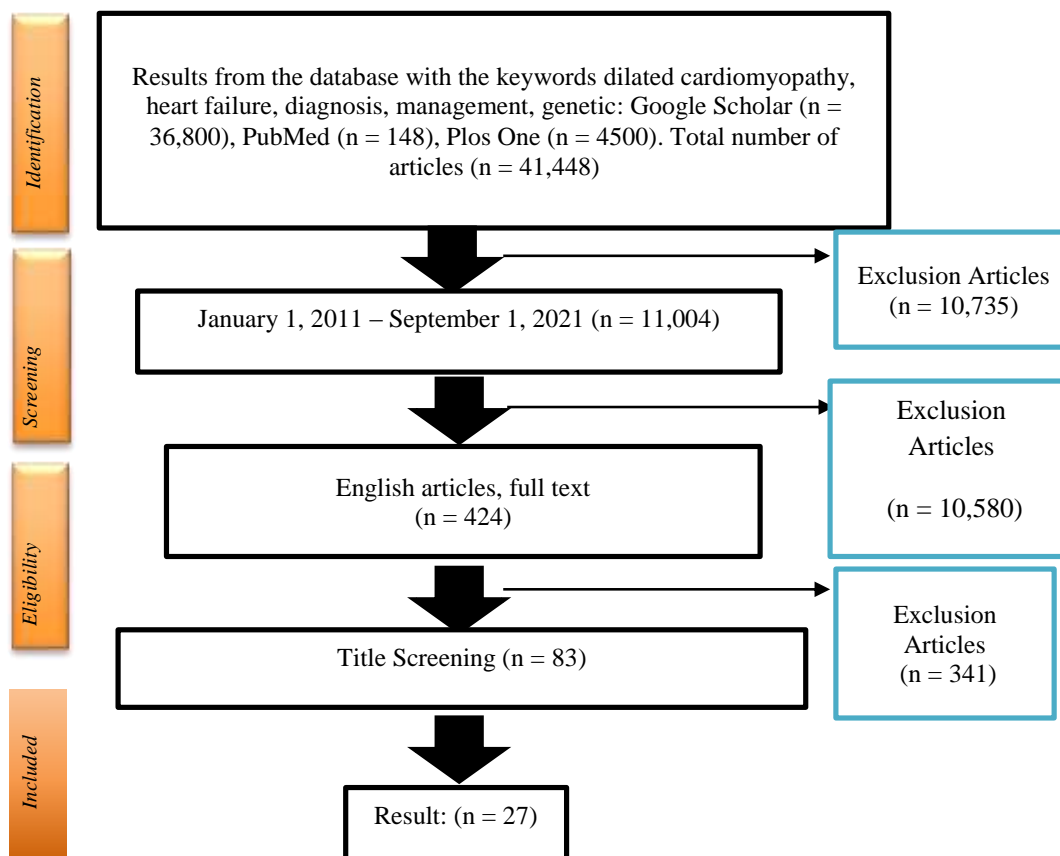 Identification
Results from the database with the keywords dilated cardiomyopathy,
heart failure, diagnosis, management, genetic: Google Scholar (n =
36,800), PubMed (n = 148), Plos One (n = 4500). Total number of
articles (n = 41,448)
Exclusion Articles
(n = 10,735)
Screening
January 1, 2011 – September 1, 2021 (n = 11,004)
Exclusion
Articles
(n = 10,580)
Eligibility
English articles, full text
(n = 424)
Exclusion
Articles
(n = 341)
Title Screening (n = 83)
Included
Result: (n = 27)